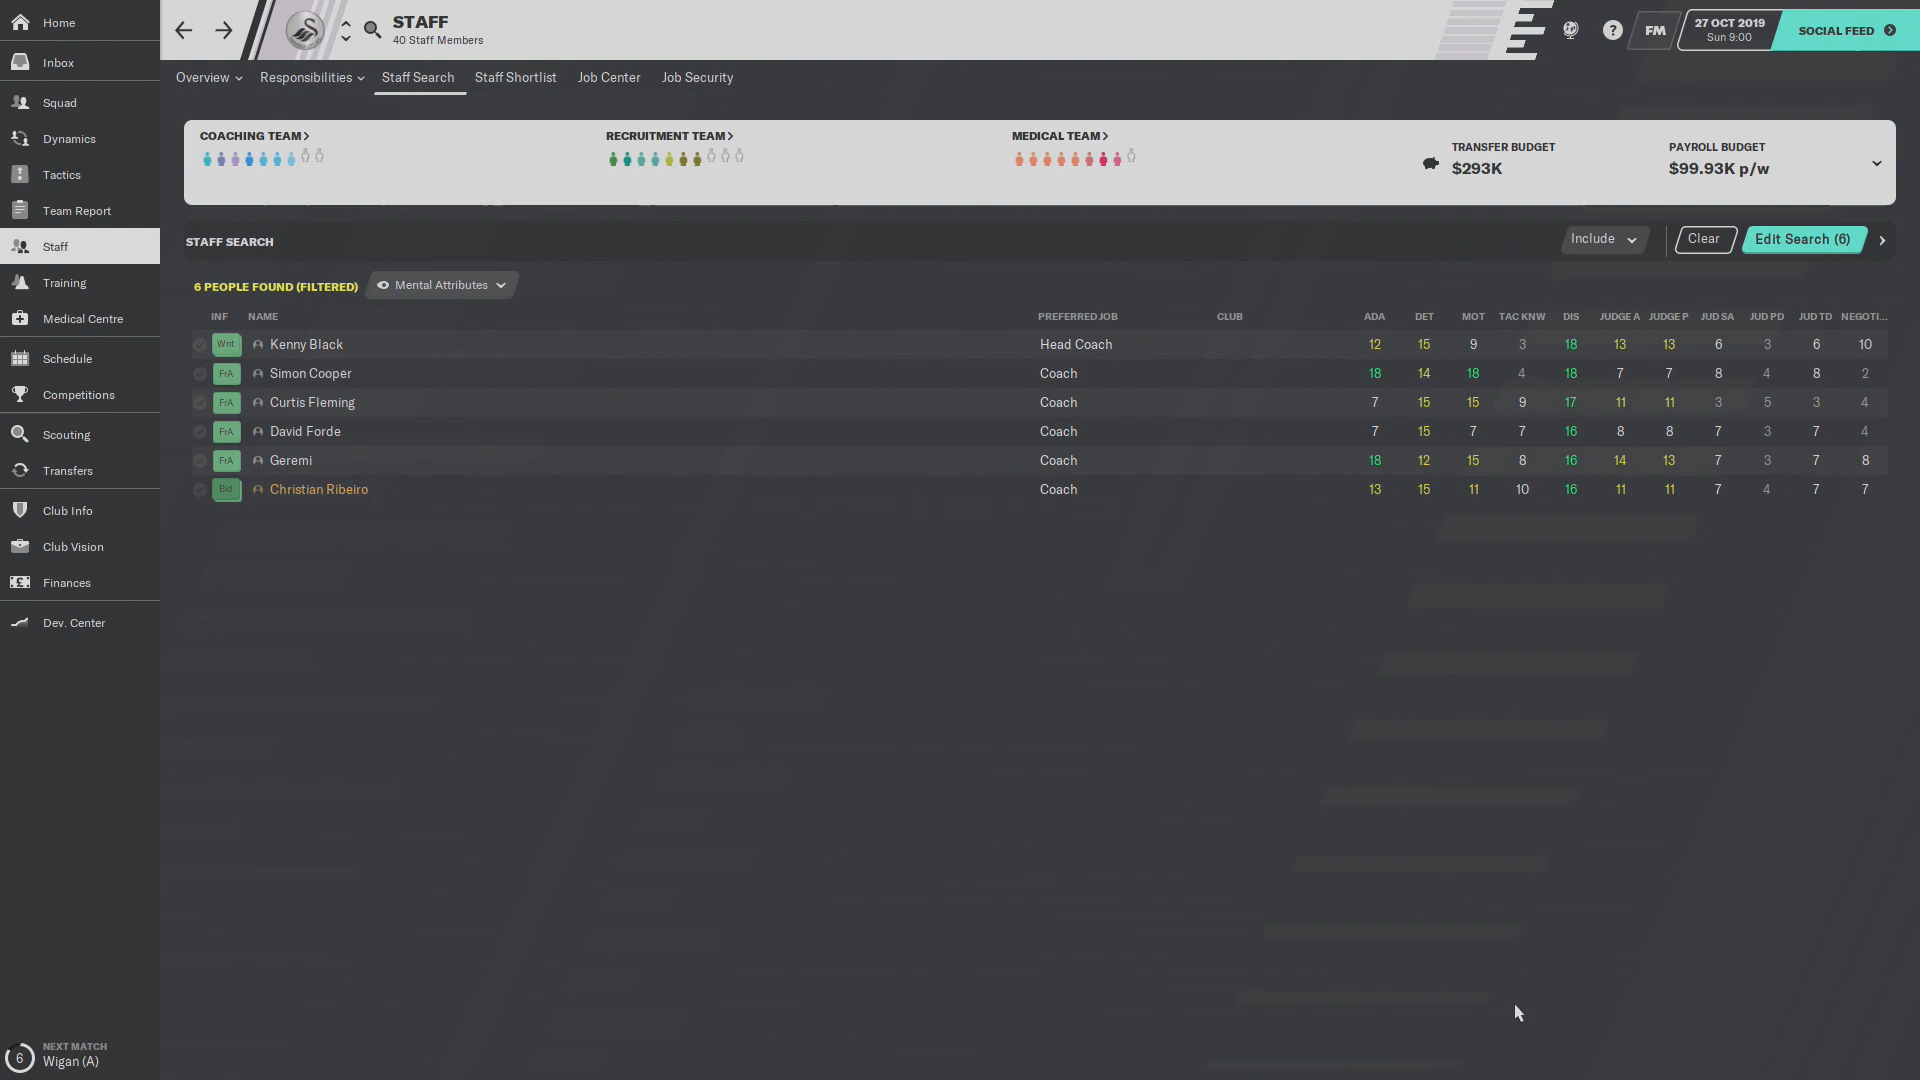 Home
Inbox
Squad
Dynamics
Tactics
Team Report
Staff
Training
Medical Centre
Schedule
Competitions
Scouting
Transfers
Club Info
Club Vision
Finances
Dev. Center
6
NEXT MATCH
Wigan (A)
STAFF
40 Staff Members
?
FM
27 OCT 2019
Sun 9:00
SOCIAL FEED
Overview Responsibilities Staff Search Staff Shortlist Job Center Job Security
COACHING TEAM RECRUITMENT TEAM MEDICAL TEAM
TRANSFER BUDGET
$293K
PAYROLL BUDGET
$99.93K p/w
STAFF SEARCH
Include Clear Edit Search (6)
6 PEOPLE FOUND (FILTERED) Mental Attributes
INF NAME PREFERRED JOB CLUB ADA DET MOT TAC KNW DIS JUDGE A JUDGE P JUD SA JUD PD JUD TD NEGOTI...
Wnt Kenny Black Head Coach 12 15 9 3 18 13 13 6 3 6 10
FrA Simon Cooper Coach 18 14 18 4 18 7 7 8 4 8 2
FrA Curtis Fleming Coach 7 15 15 9 17 11 11 3 5 3 4
FrA David Forde Coach 7 15 7 7 16 8 8 7 3 7 4
FrA Geremi Coach 18 12 15 8 16 14 13 7 3 7 8
Bid Christian Ribeiro Coach 13 15 11 10 16 11 11 7 4 7 7